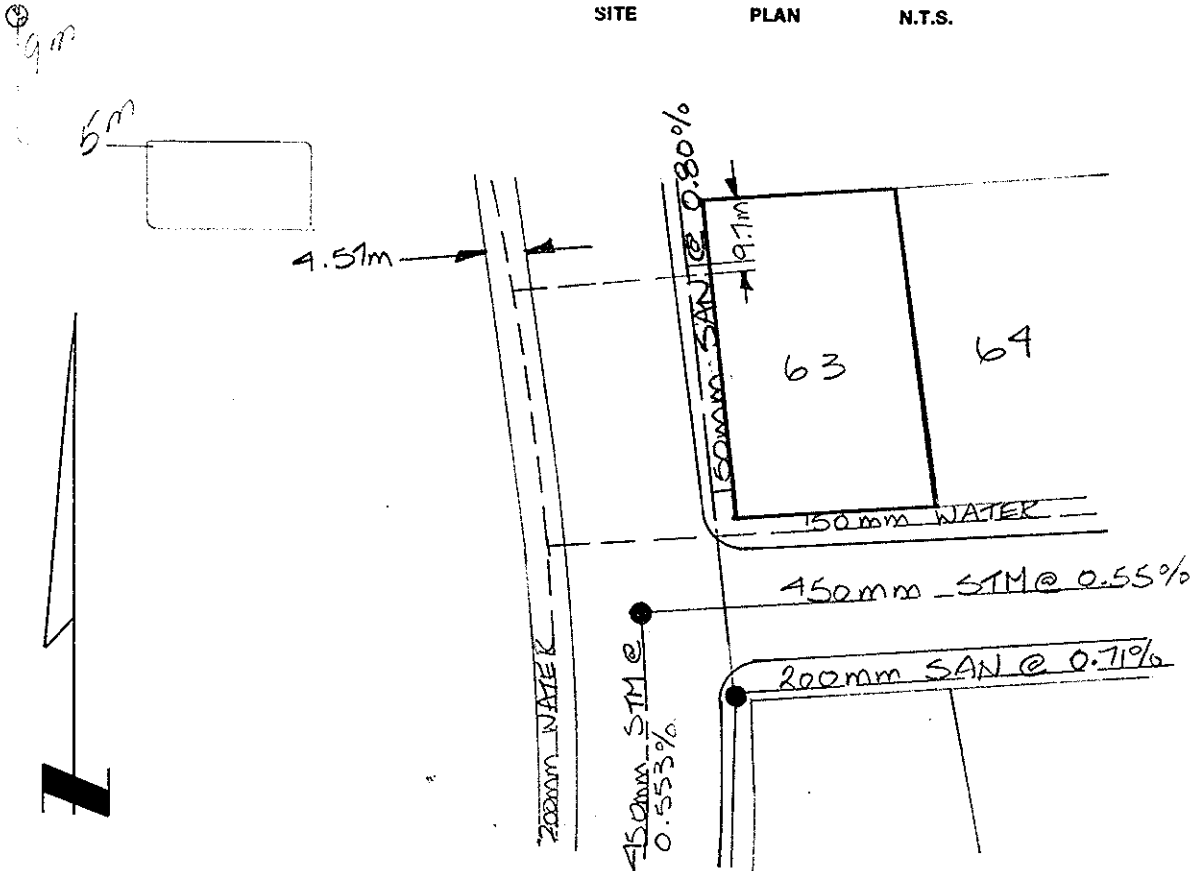 SITE PLAN N.T.S.
9m
5m
4.57m
150mm SAN @ 0.80%
9.7m
63
64
150mm WATER
450mm STM @ 0.55%
200mm SAN @ 0.71%
200mm WATER
450mm STM @
0.553%